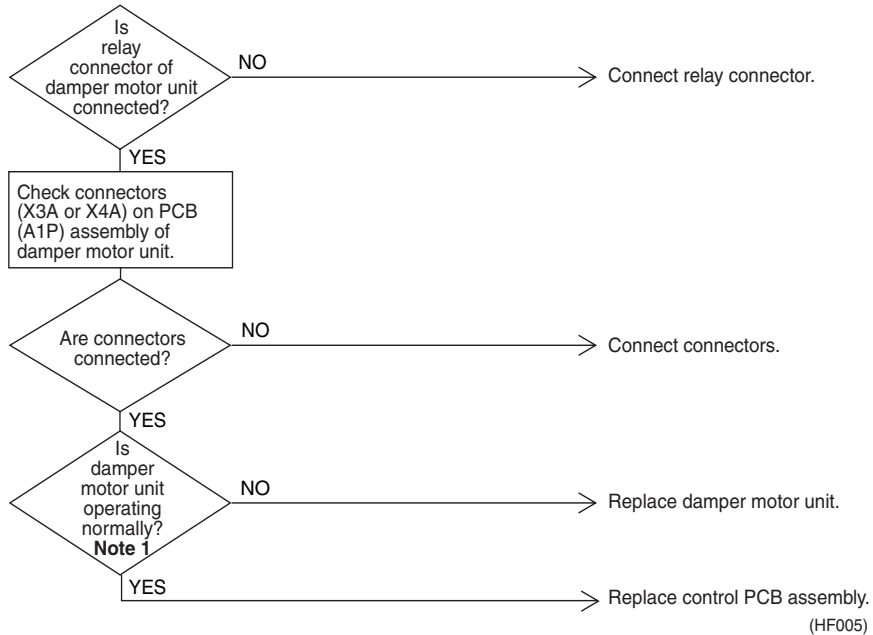 Is
relay
connector of
damper motor unit
connected?
NO
Connect relay connector.
YES
Check connectors
(X3A or X4A) on PCB
(A1P) assembly of
damper motor unit.
Are connectors
connected?
NO
Connect connectors.
YES
Is
damper
motor unit
operating
normally?
Note 1
NO
Replace damper motor unit.
YES
Replace control PCB assembly.
(HF005)